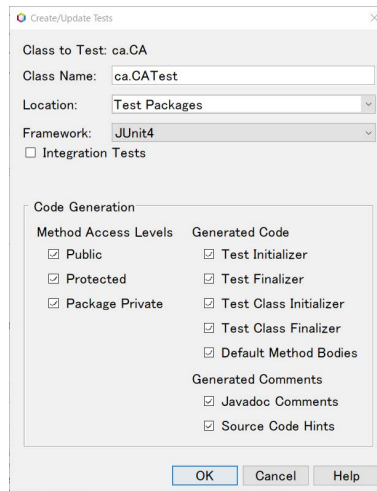 Create/Update Tests
Class to Test: ca.CA
Class Name: ca.CATest
Location: Test Packages
Framework: JUnit4
Integration Tests
Code Generation
Method Access Levels
Public
Protected
Package Private
Generated Code
Test Initializer
Test Finalizer
Test Class Initializer
Test Class Finalizer
Default Method Bodies
Generated Comments
Javadoc Comments
Source Code Hints
OK Cancel Help